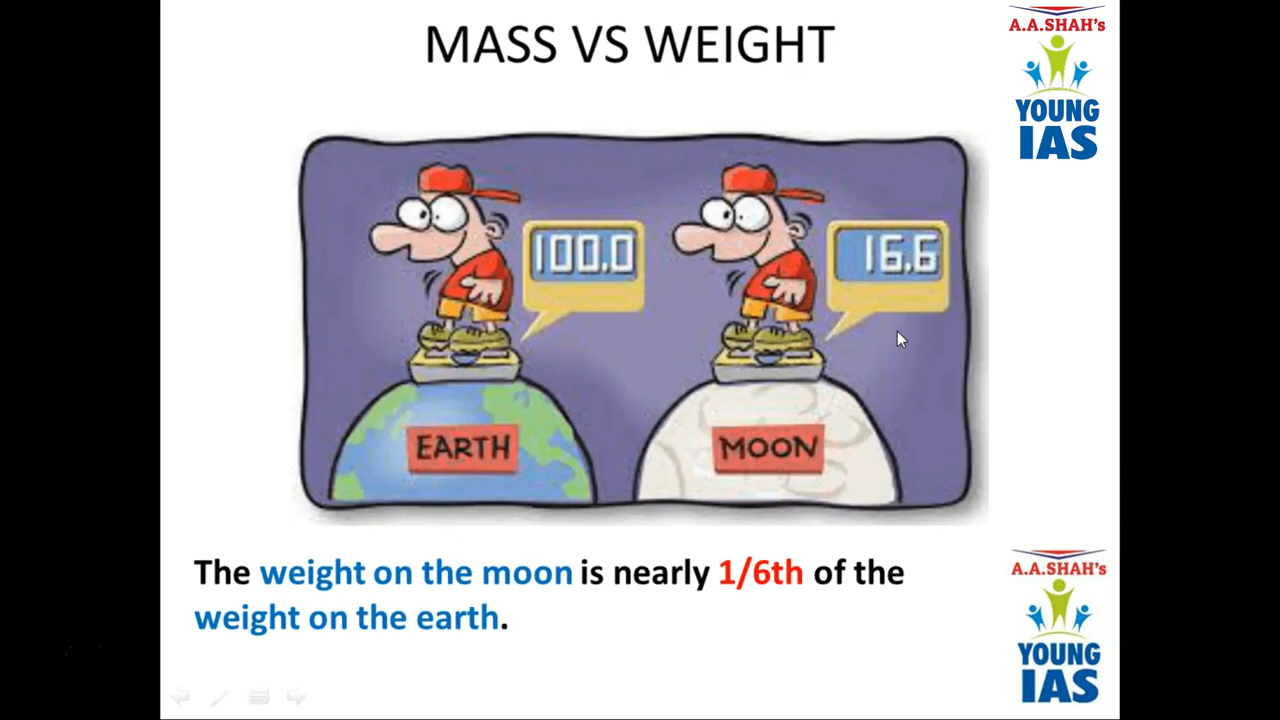 MASS VS WEIGHT
A.A.SHAH's
YOUNG
IAS
100.0
16.6
EARTH
MOON
The weight on the moon is nearly 1/6th of the
weight on the earth.
A.A.SHAH's
YOUNG
IAS